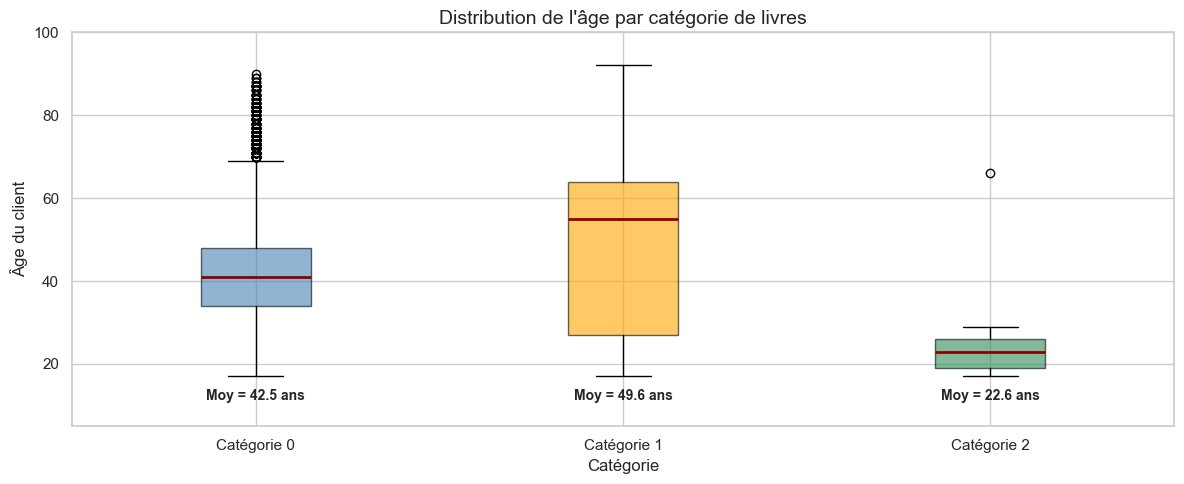 Distribution de l'âge par catégorie de livres
100
80
60
40
20
Âge du client
Moy = 42.5 ans
Moy = 49.6 ans
Moy = 22.6 ans
Catégorie 0
Catégorie 1
Catégorie 2
Catégorie